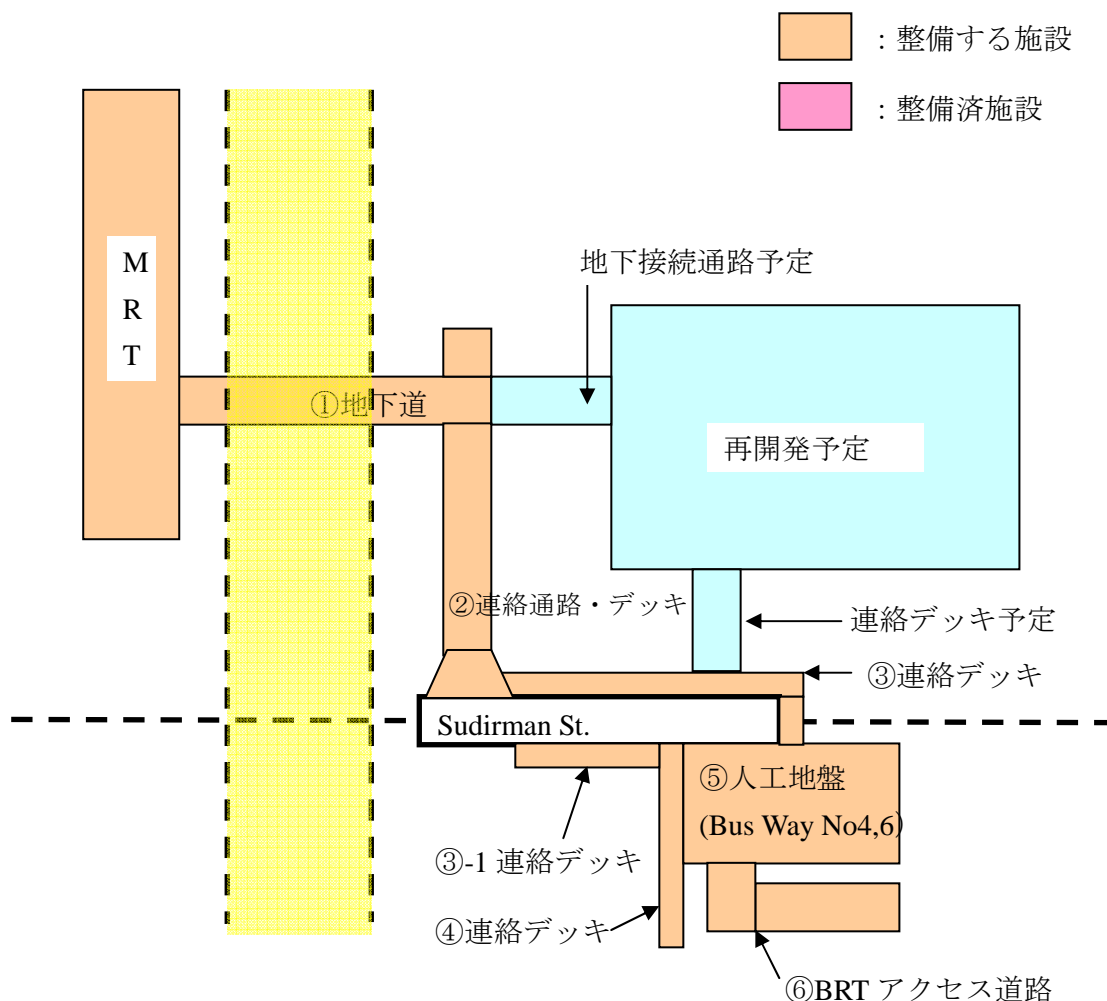 ：整備する施設
：整備済施設
M
R
T
地下接続通路予定
①地下道
再開発予定
②連絡通路・デッキ
連絡デッキ予定
③連絡デッキ
Sudirman St.
⑤人工地盤
(Bus Way No4,6)
③-1 連絡デッキ
④連絡デッキ
⑥BRT アクセス道路